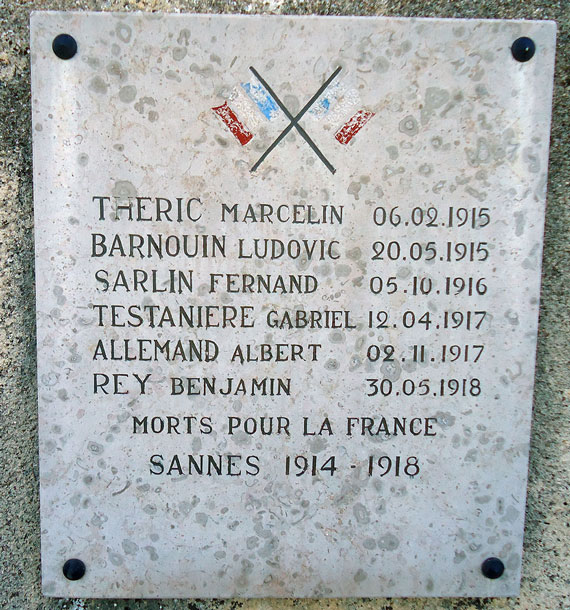 THERIC MARCELIN 06.02.1915
BARNOUIN LUDOVIC 20.05.1915
SARLIN FERNAND 05.10.1916
TESTANIERE GABRIEL 12.04.1917
ALLEMAND ALBERT 02.11.1917
REY BENJAMIN 30.05.1918
MORTS POUR LA FRANCE
SANNES 1914 - 1918